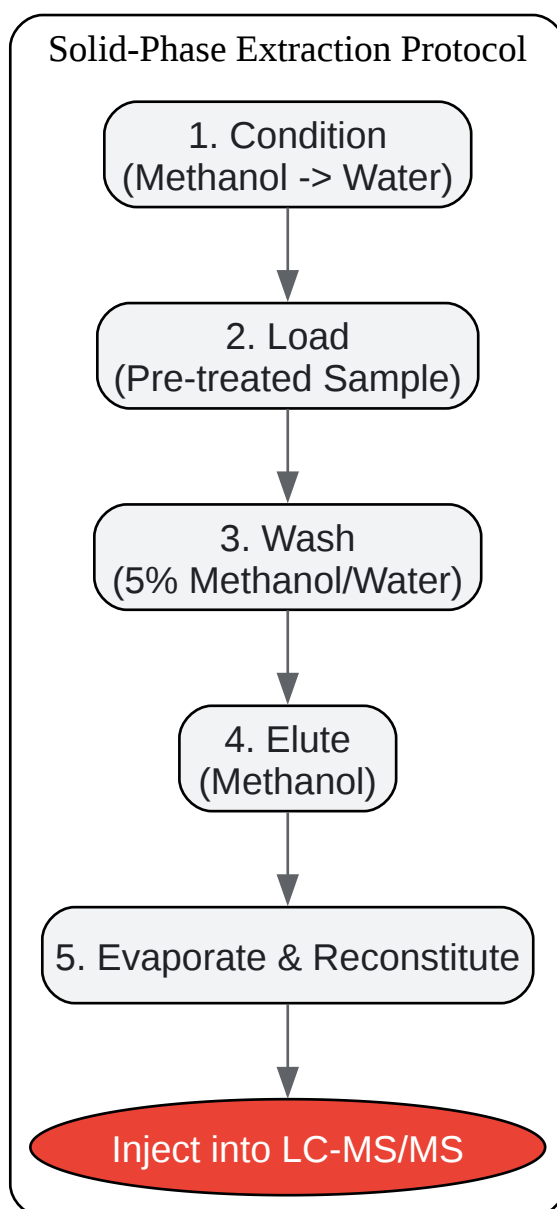 Solid-Phase Extraction Protocol
1. Condition
(Methanol -> Water)
2. Load
(Pre-treated Sample)
3. Wash
(5% Methanol/Water)
4. Elute
(Methanol)
5. Evaporate & Reconstitute
Inject into LC-MS/MS